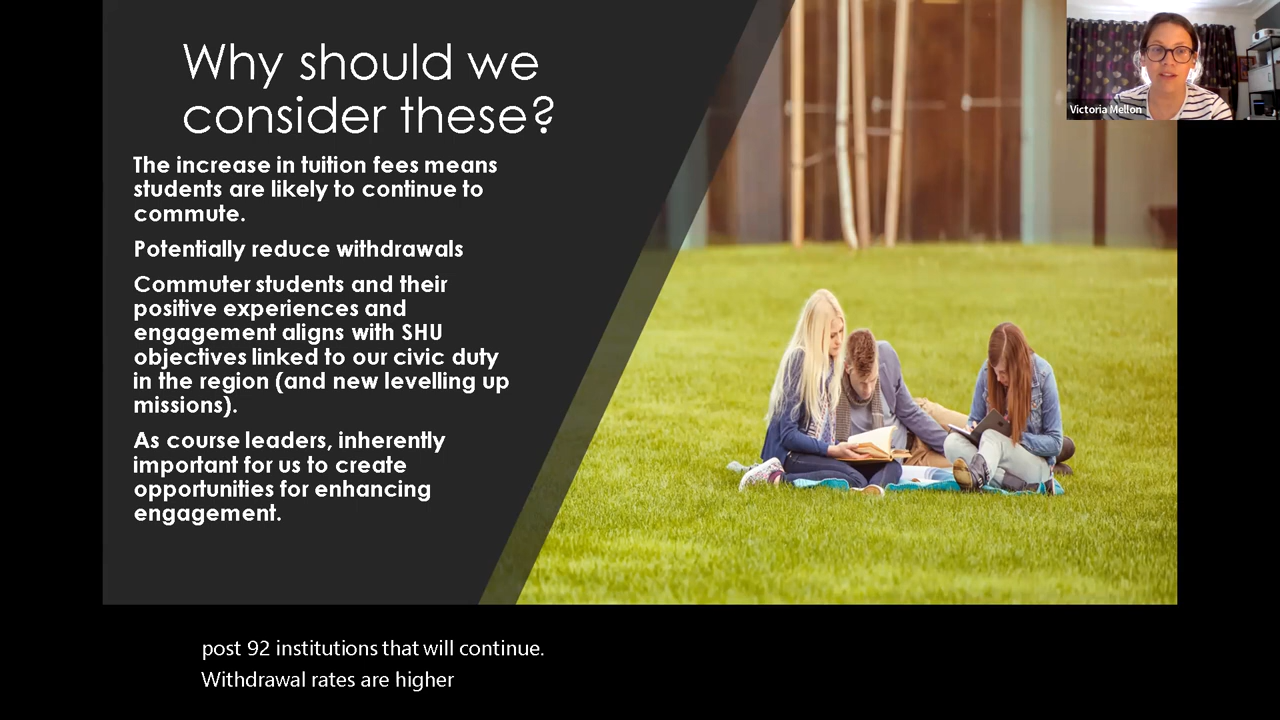 Why should we
consider these?
The increase in tuition fees means
students are likely to continue to
commute.
Potentially reduce withdrawals
Commuter students and their
positive experiences and
engagement aligns with SHU
objectives linked to our civic duty
in the region (and new levelling up
missions).
As course leaders, inherently
important for us to create
opportunities for enhancing
engagement.
Victoria Mellon
post 92 institutions that will continue.
Withdrawal rates are higher